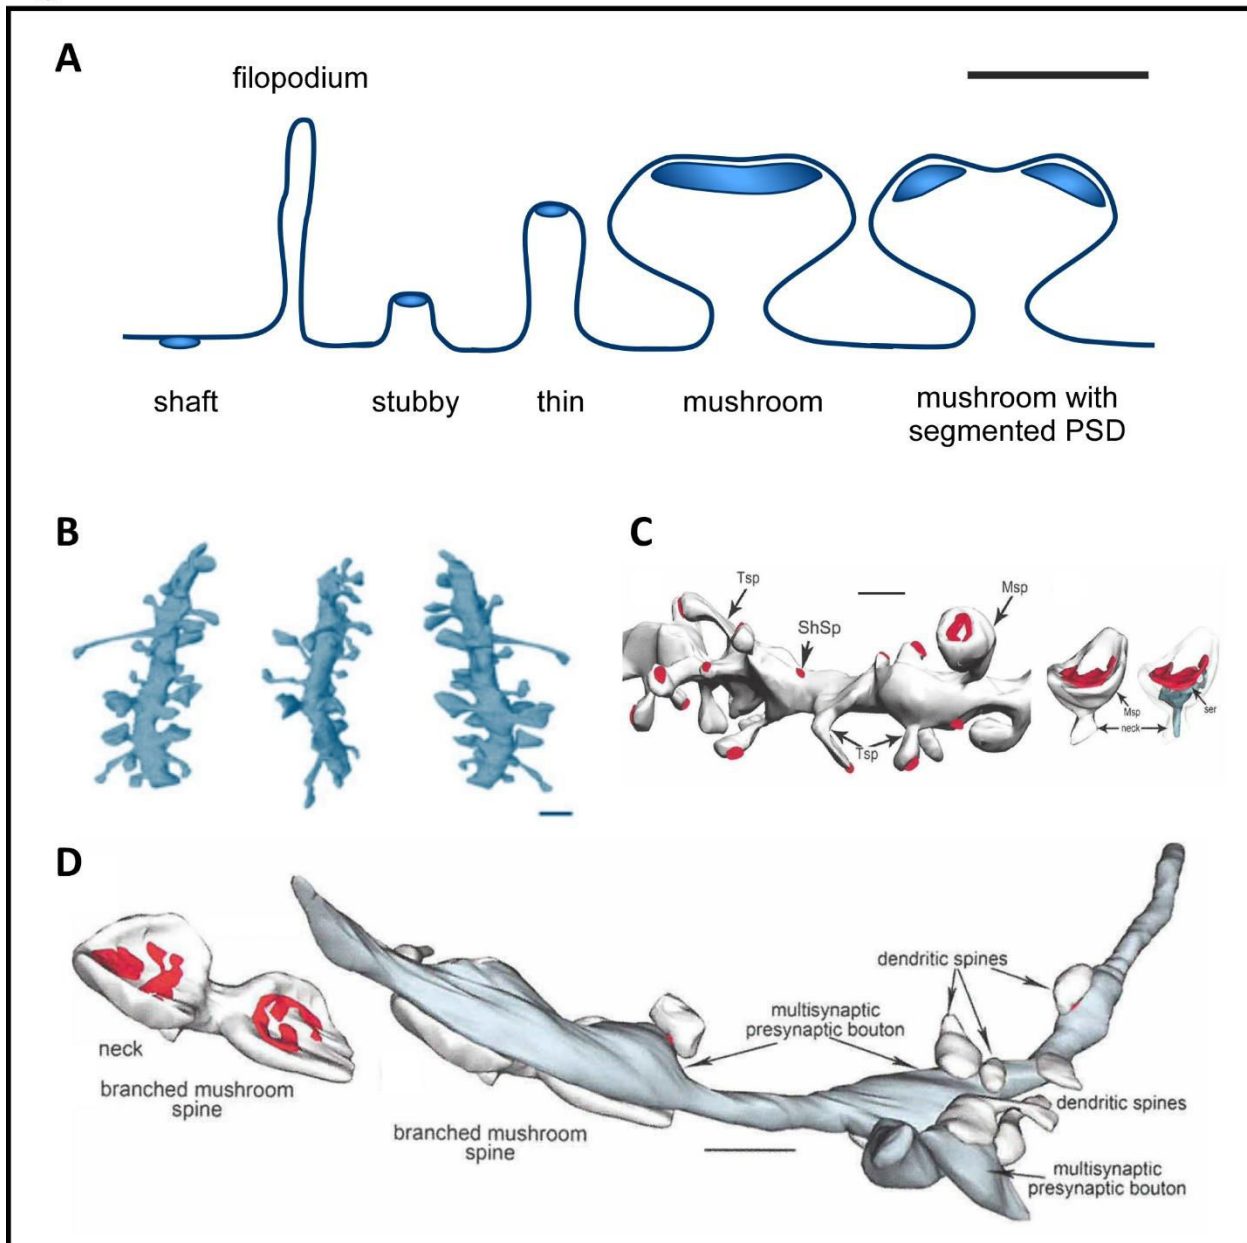 A
filopodium
shaft
stubby
thin
mushroom
mushroom with
segmented PSD
B
C
Tsp
ShSp
Msp
Tsp
Msp
neck
ser
D
neck
branched mushroom
spine
branched mushroom
spine
multisynaptic
presynaptic bouton
dendritic spines
dendritic spines
multisynaptic
presynaptic bouton